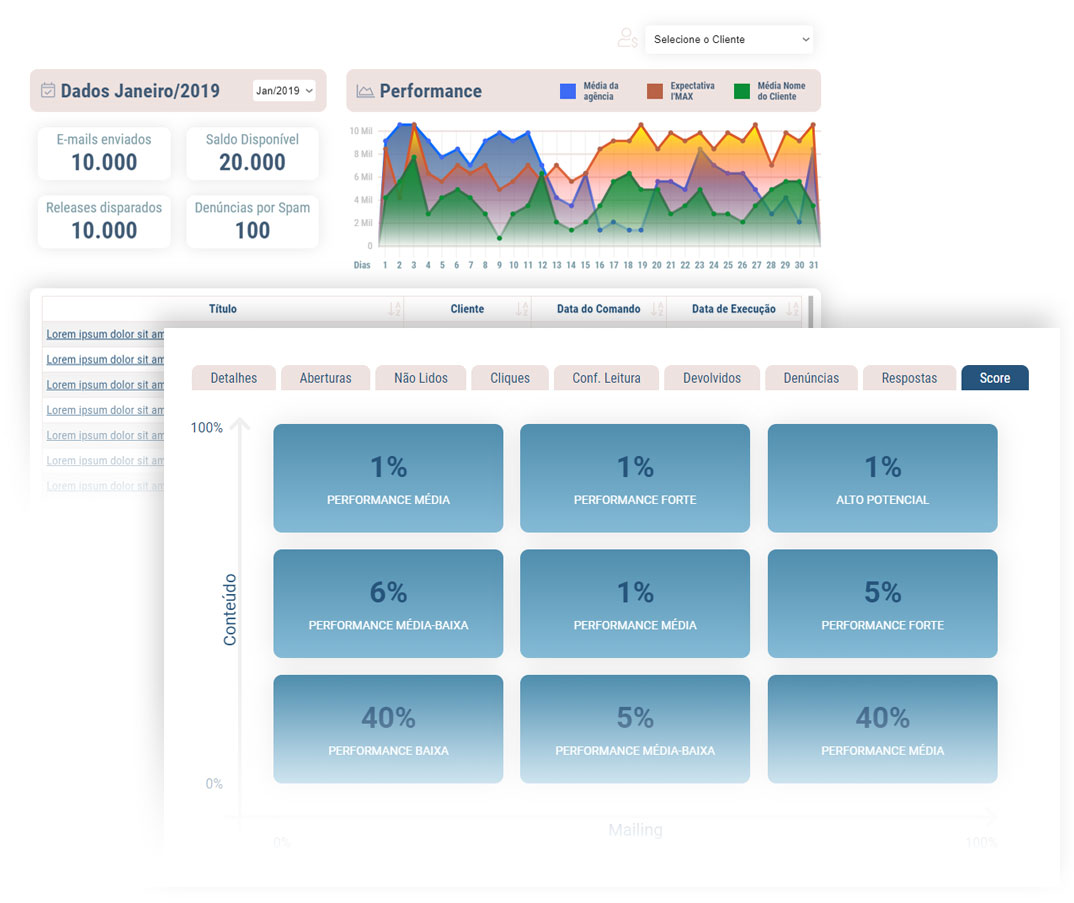 Selecione o Cliente
Dados Janeiro/2019
Jan/2019
E-mails enviados
10.000
Saldo Disponível
20.000
Releases disparados
10.000
Denúncias por Spam
100
Performance
Média da
agência
Expectativa
I'MAX
Média Nome
do Cliente
10 Mil
8 Mil
6 Mil
4 Mil
2 Mil
0
Dias 1 2 3 4 5 6 7 8 9 10 11 12 13 14 15 16 17 18 19 20 21 22 23 24 25 26 27 28 29 30 31
Título Cliente Data do Comando Data de Execução
Lorem ipsum dolor sit am
Lorem ipsum dolor sit am
Lorem ipsum dolor sit am
Lorem ipsum dolor sit am
Lorem ipsum dolor sit am
Lorem ipsum dolor sit am
Lorem ipsum dolor sit am
Detalhes Aberturas Não Lidos Cliques Conf. Leitura Devolvidos Denúncias Respostas Score
100%
Conteúdo
0%
1%
PERFORMANCE MÉDIA
1%
PERFORMANCE FORTE
1%
ALTO POTENCIAL
6%
PERFORMANCE MÉDIA-BAIXA
1%
PERFORMANCE MÉDIA
5%
PERFORMANCE FORTE
40%
PERFORMANCE BAIXA
5%
PERFORMANCE MÉDIA-BAIXA
40%
PERFORMANCE MÉDIA
Mailing
0%
100%